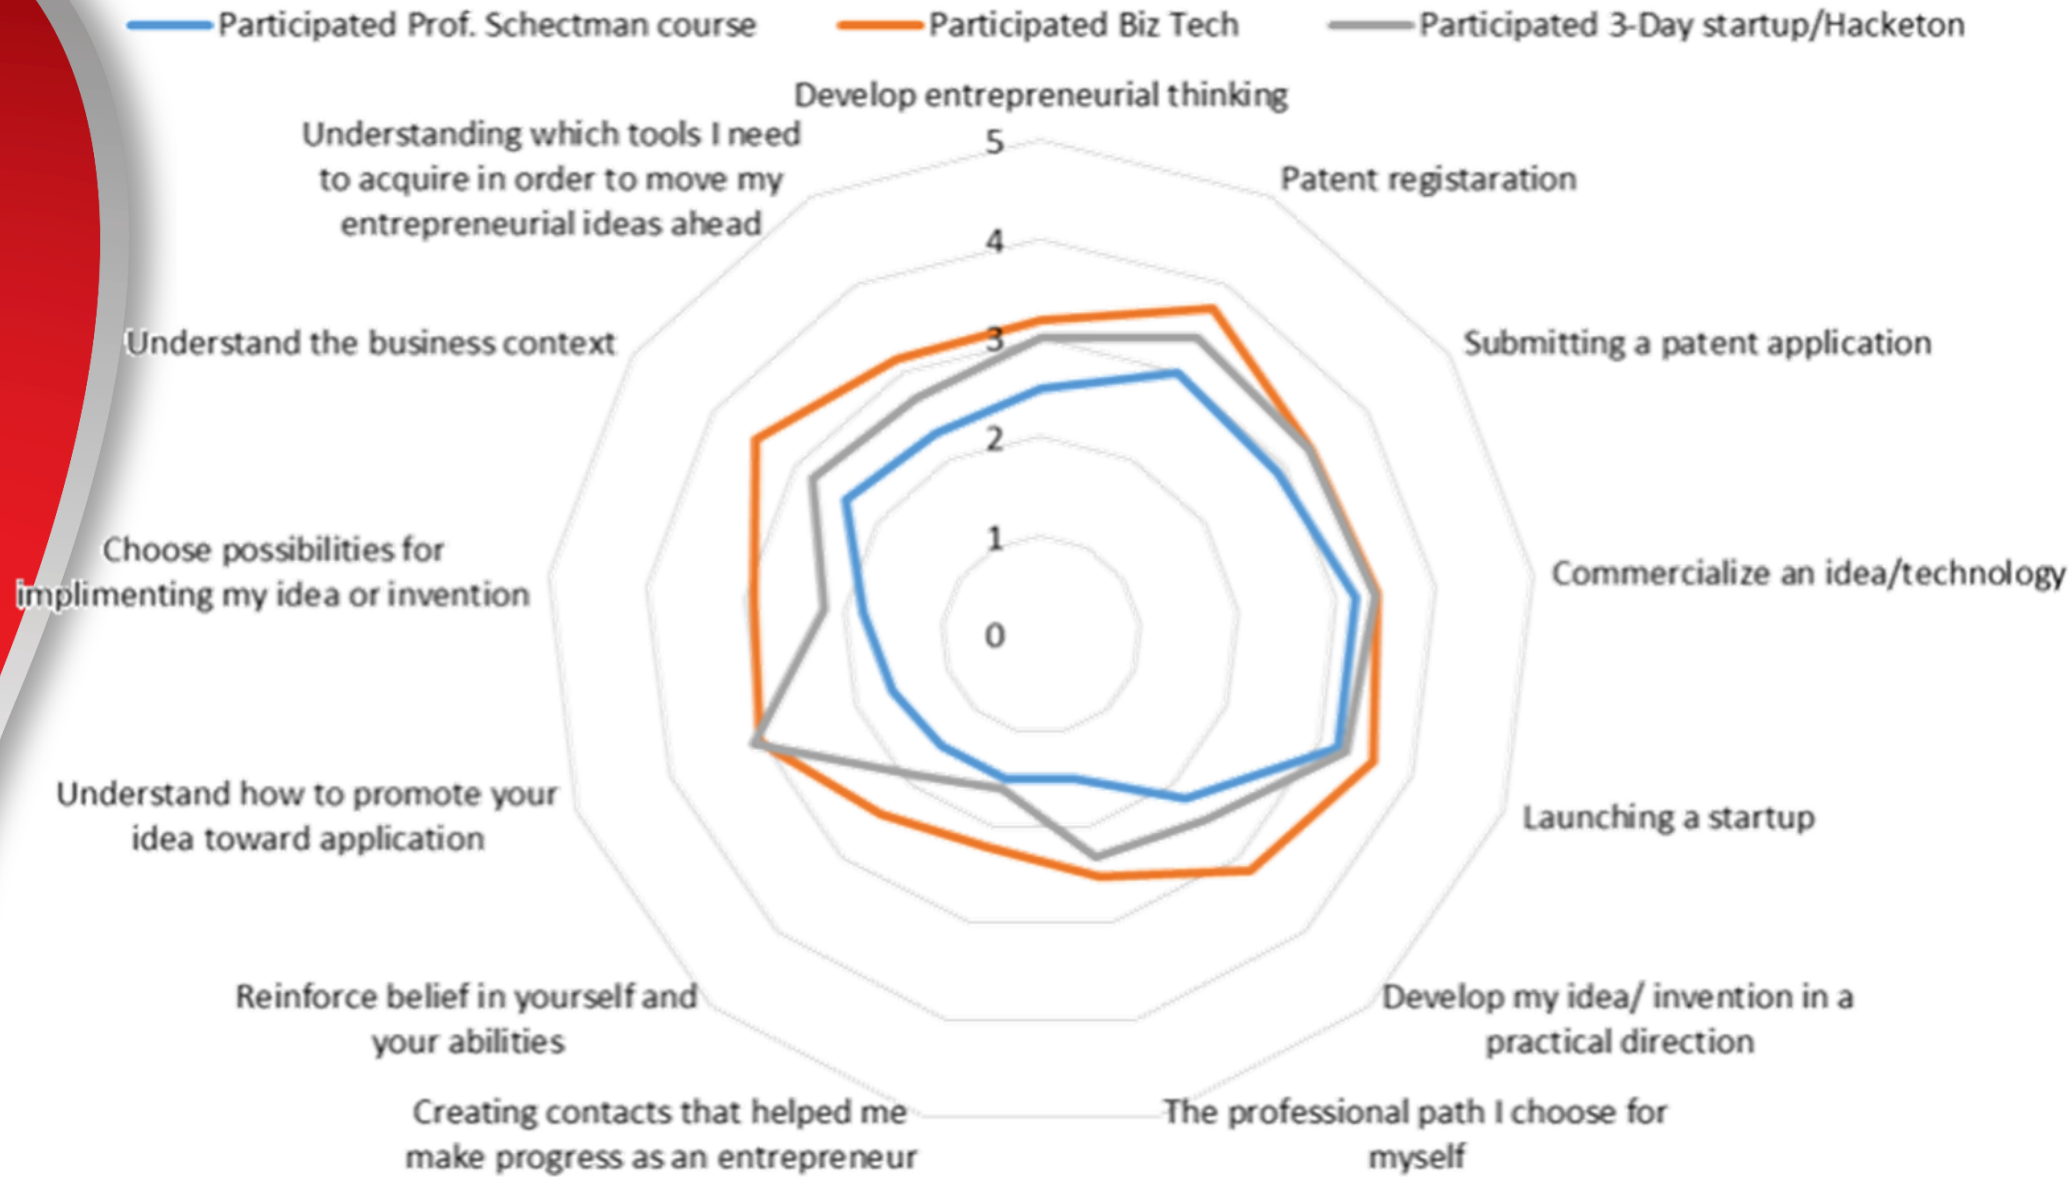 Participated Prof. Schectman course
Participated Biz Tech
Participated 3-Day startup/Hacketon
Develop entrepreneurial thinking
Understanding which tools I need
to acquire in order to move my
entrepreneurial ideas ahead
Patent registaration
Understand the business context
Submitting a patent application
Choose possibilities for
implimenting my idea or invention
Commercialize an idea/technology
Understand how to promote your
idea toward application
Launching a startup
Reinforce belief in yourself and
your abilities
Develop my idea/ invention in a
practical direction
Creating contacts that helped me
make progress as an entrepreneur
The professional path I choose for
myself
5
4
3
2
1
0